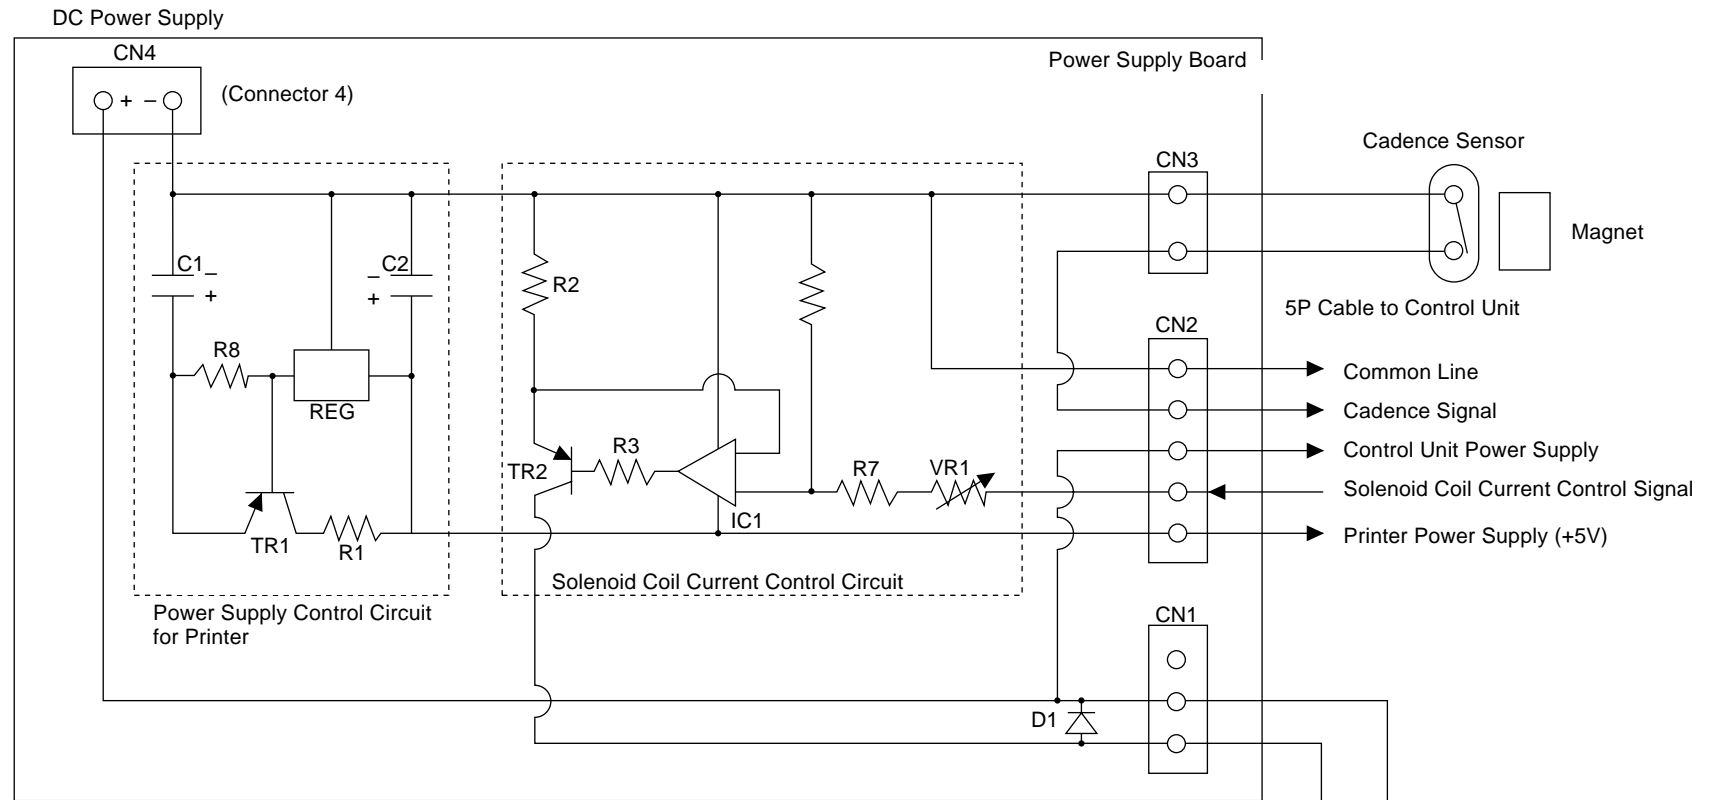 DC Power Supply
CN4
Power Supply Board
+ –
(Connector 4)
Cadence Sensor
CN3
Magnet
C1
–
+
C2
–
+
R2
5P Cable to Control Unit
CN2
R8
REG
Common Line
Cadence Signal
Control Unit Power Supply
Solenoid Coil Current Control Signal
Printer Power Supply (+5V)
TR2
R3
R7
VR1
IC1
TR1
R1
Solenoid Coil Current Control Circuit
Power Supply Control Circuit
for Printer
CN1
D1